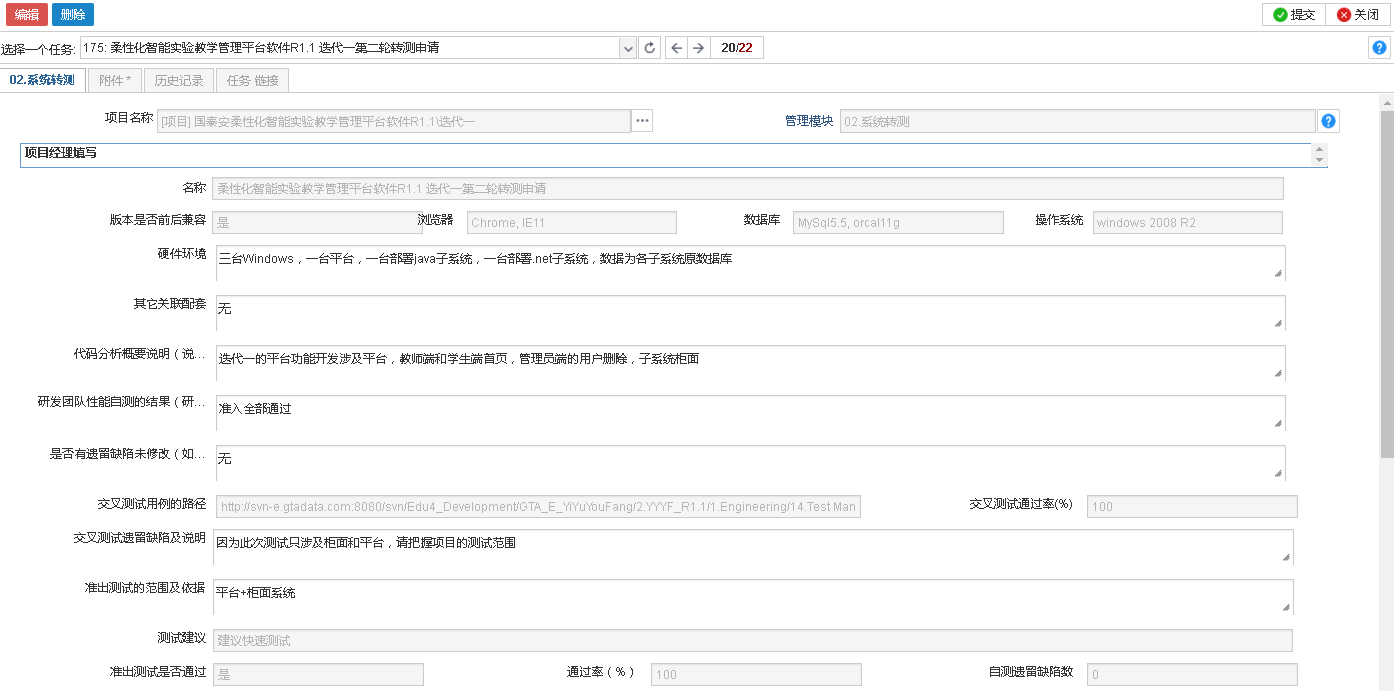 编辑 删除 提交 关闭
选择一个任务: 175: 柔性化智能实验教学管理平台软件R1.1 迭代一第二轮转测申请 20/22
02.系统转测 附件* 历史记录 任务 链接
项目名称 [项目] 国泰安柔性化智能实验教学管理平台软件R1.1\迭代一 管理模块 02.系统转测
项目经理填写
名称 柔性化智能实验教学管理平台软件R1.1 迭代一第二轮转测申请
版本是否前后兼容 是 浏览器 Chrome, IE11 数据库 MySql5.5, orcal11g 操作系统 windows 2008 R2
硬件环境 三台Windows，一台平台，一台部署java子系统，一台部署.net子系统，数据为各子系统原数据库
其它关联配套 无
代码分析概要说明（说... 迭代一的平台功能开发涉及平台，教师端和学生端首页，管理员端的用户删除，子系统柜面
研发团队性能自测的结果（研... 准入全部通过
是否有遗留缺陷未修改（如... 无
交叉测试用例的路径 http://svn-e.gtadata.com:8080/svn/Edu4_Development/GTA_E_YiYuYouFang/2.YYYF_R1.1/1.Engineering/14.Test Man 交叉测试通过率(%) 100
交叉测试遗留缺陷及说明 因为此次测试只涉及柜面和平台，请把握项目的测试范围
准出测试的范围及依据 平台+柜面系统
测试建议 建议快速测试
准出测试是否通过 是 通过率（%） 100 自测遗留缺陷数 0